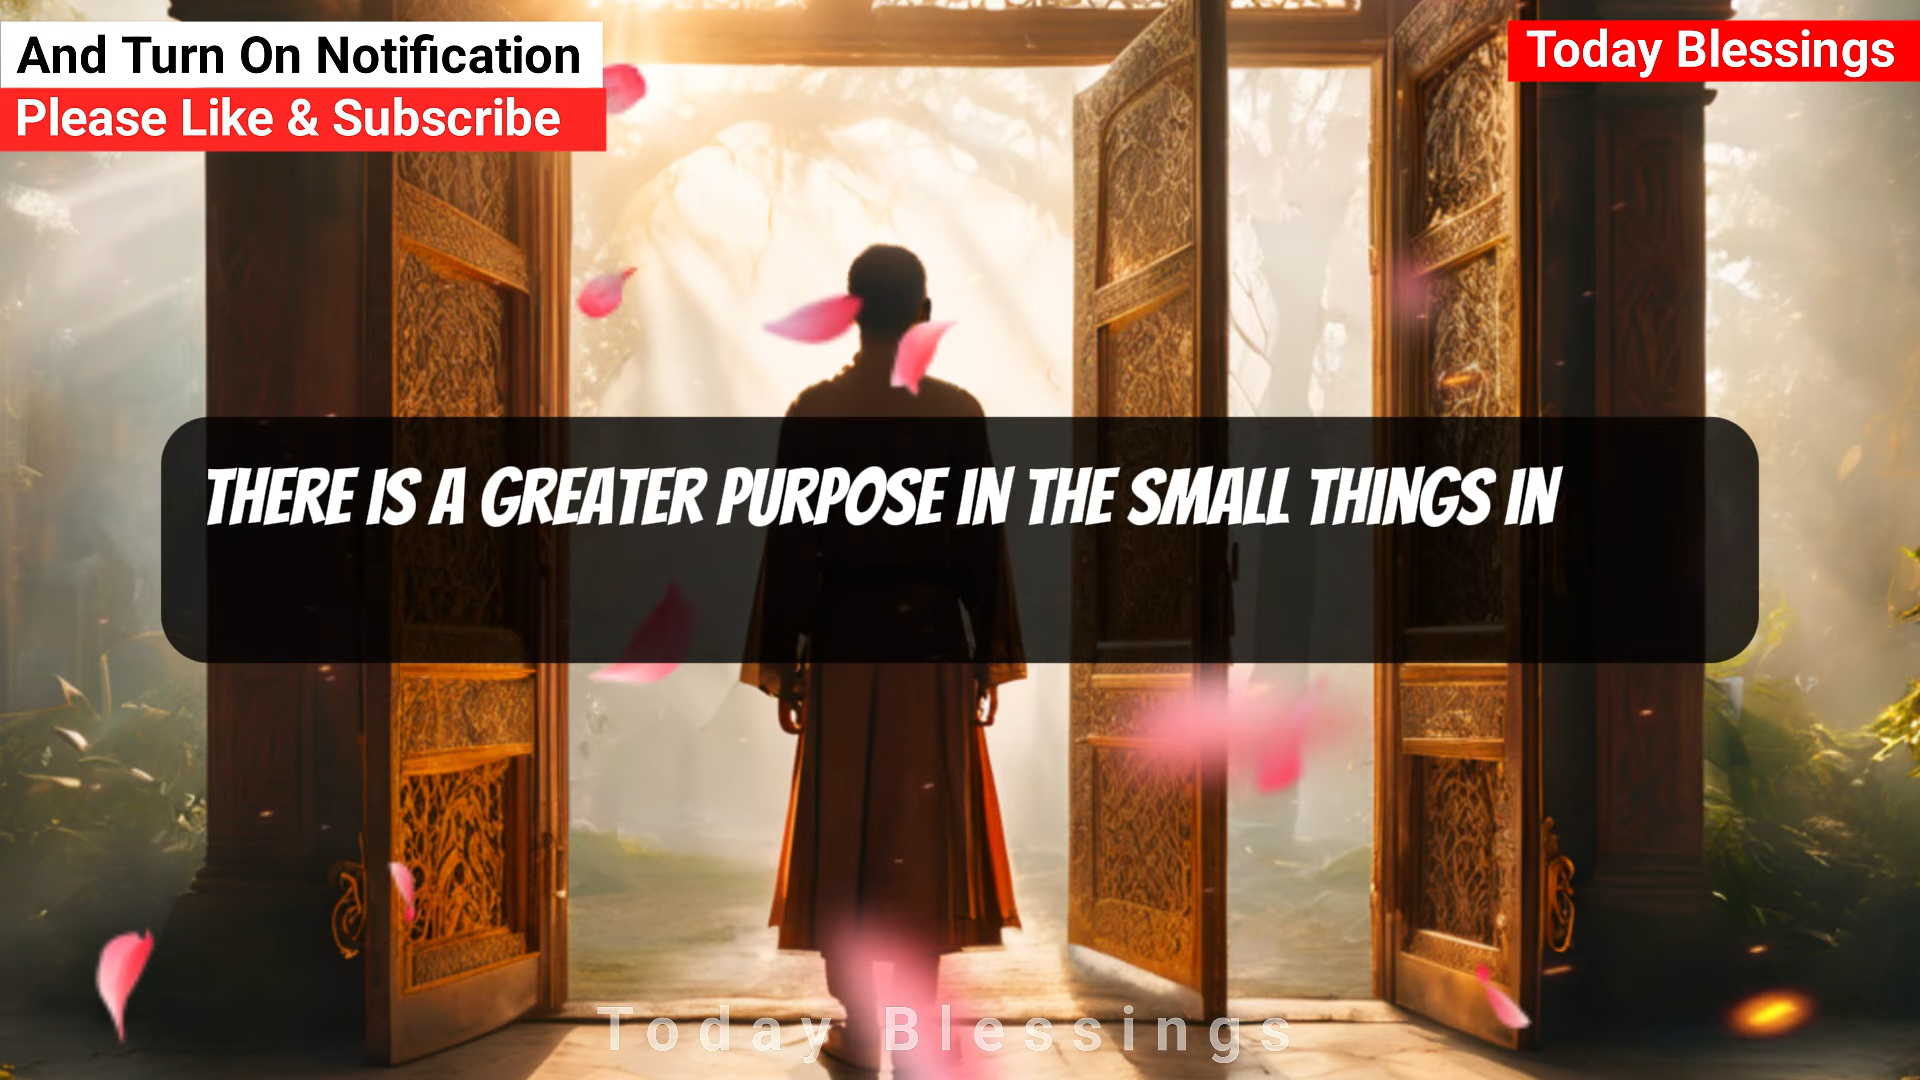 And Turn On Notification
Please Like & Subscribe
Today Blessings
THERE IS A GREATER PURPOSE IN THE SMALL THINGS IN
Today Blessings